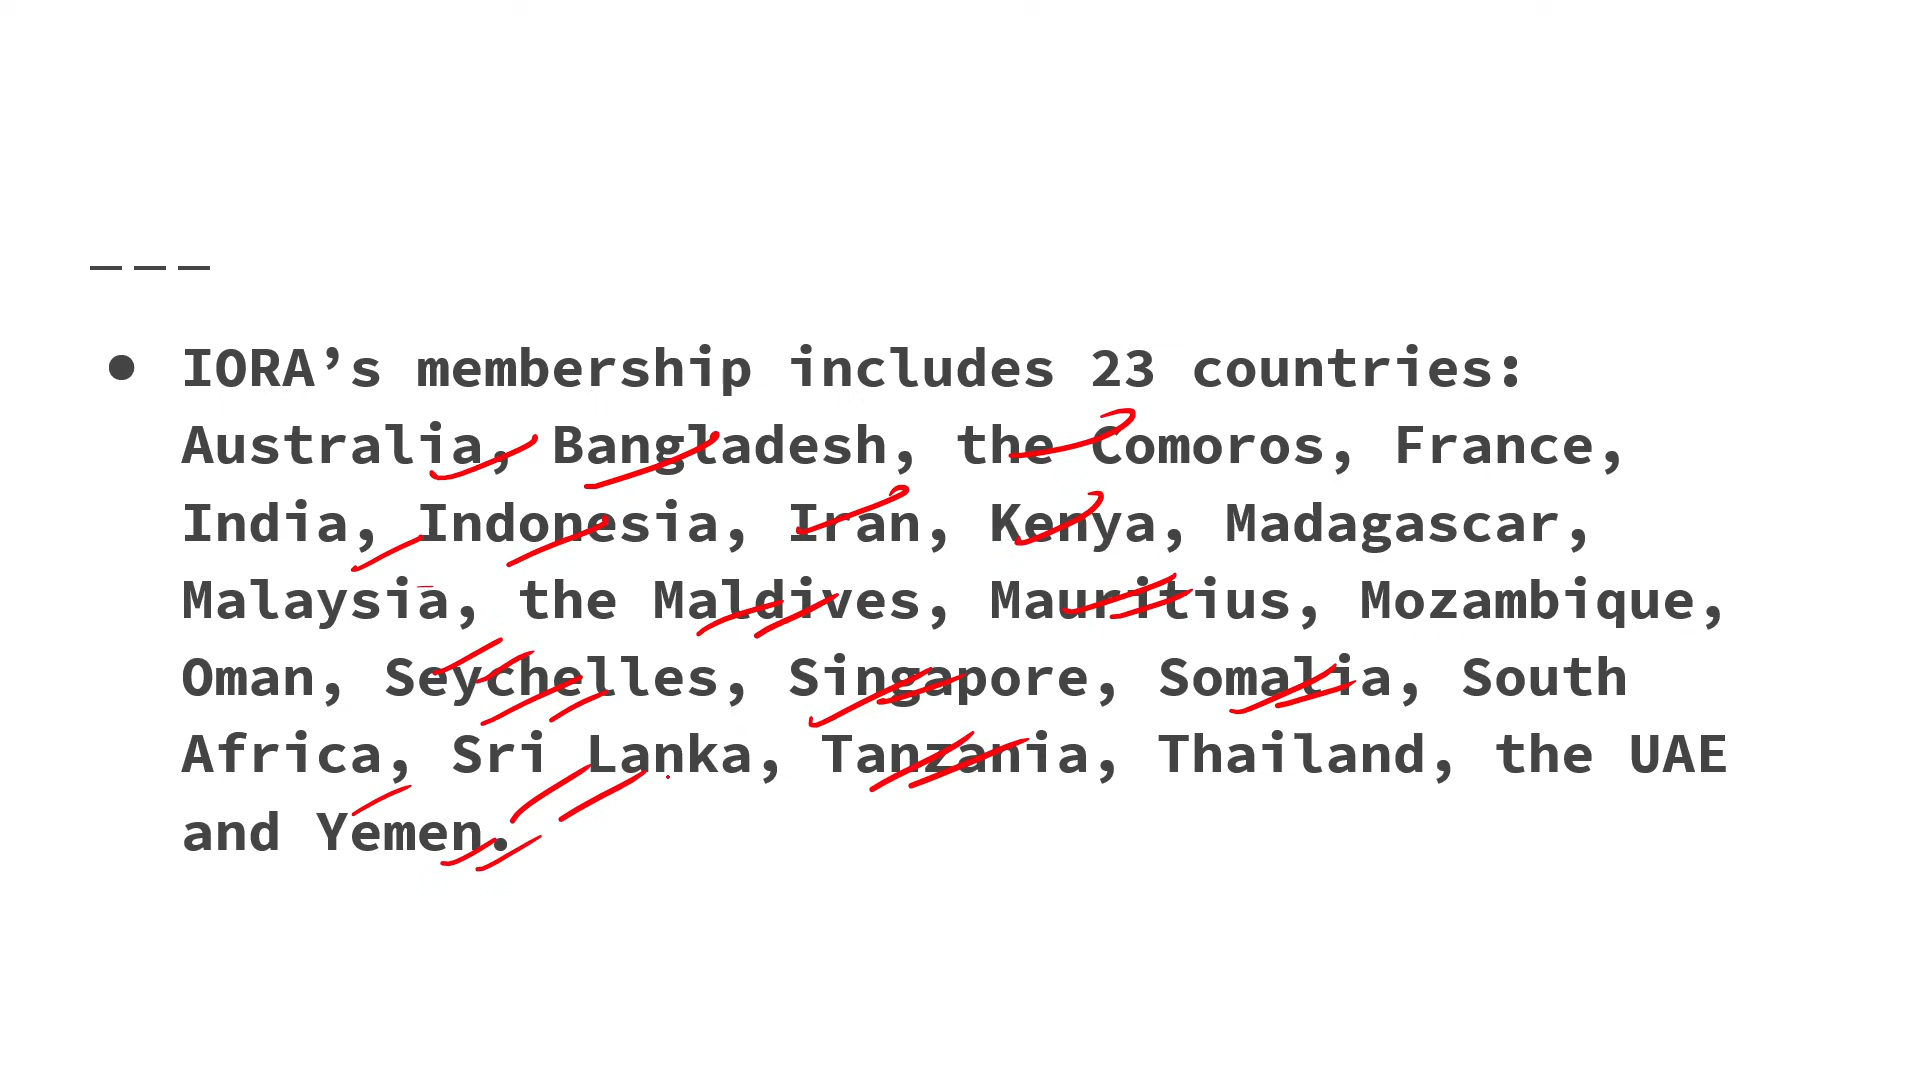 ● IORA’s membership includes 23 countries:
Australia, Bangladesh, the Comoros, France,
India, Indonesia, Iran, Kenya, Madagascar,
Malaysia, the Maldives, Mauritius, Mozambique,
Oman, Seychelles, Singapore, Somalia, South
Africa, Sri Lanka, Tanzania, Thailand, the UAE
and Yemen.